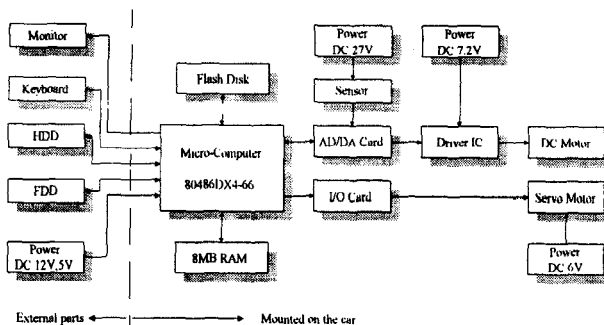 Monitor
Keyboard
HDD
FDD
Power
DC 12V,5V
Flash Disk
Micro-Computer
80486DX4-66
8MB RAM
Power
DC 27V
Sensor
AD/DA Card
I/O Card
Power
DC 7.2V
Driver IC
DC Motor
Servo Motor
Power
DC 6V
External parts
Mounted on the car